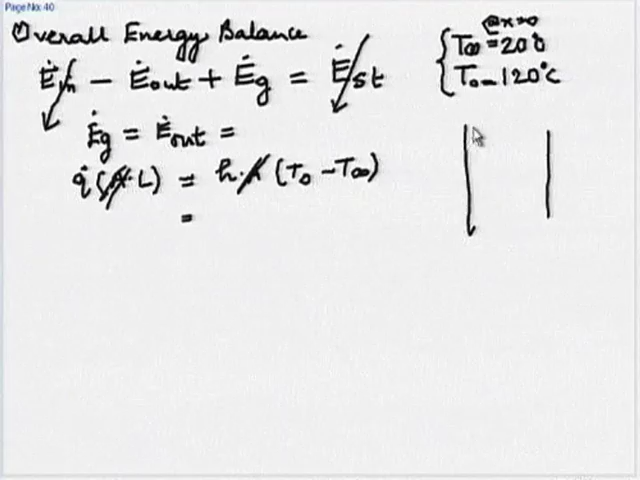 Page No: 40
Overall Energy Balance
@x=0
T∞ = 20°
Ėin − Ėout + Ėg = Ėst
To = 120°C
Ėg = Ėout =
q̇(A·L) = h·A (To − T∞)
=